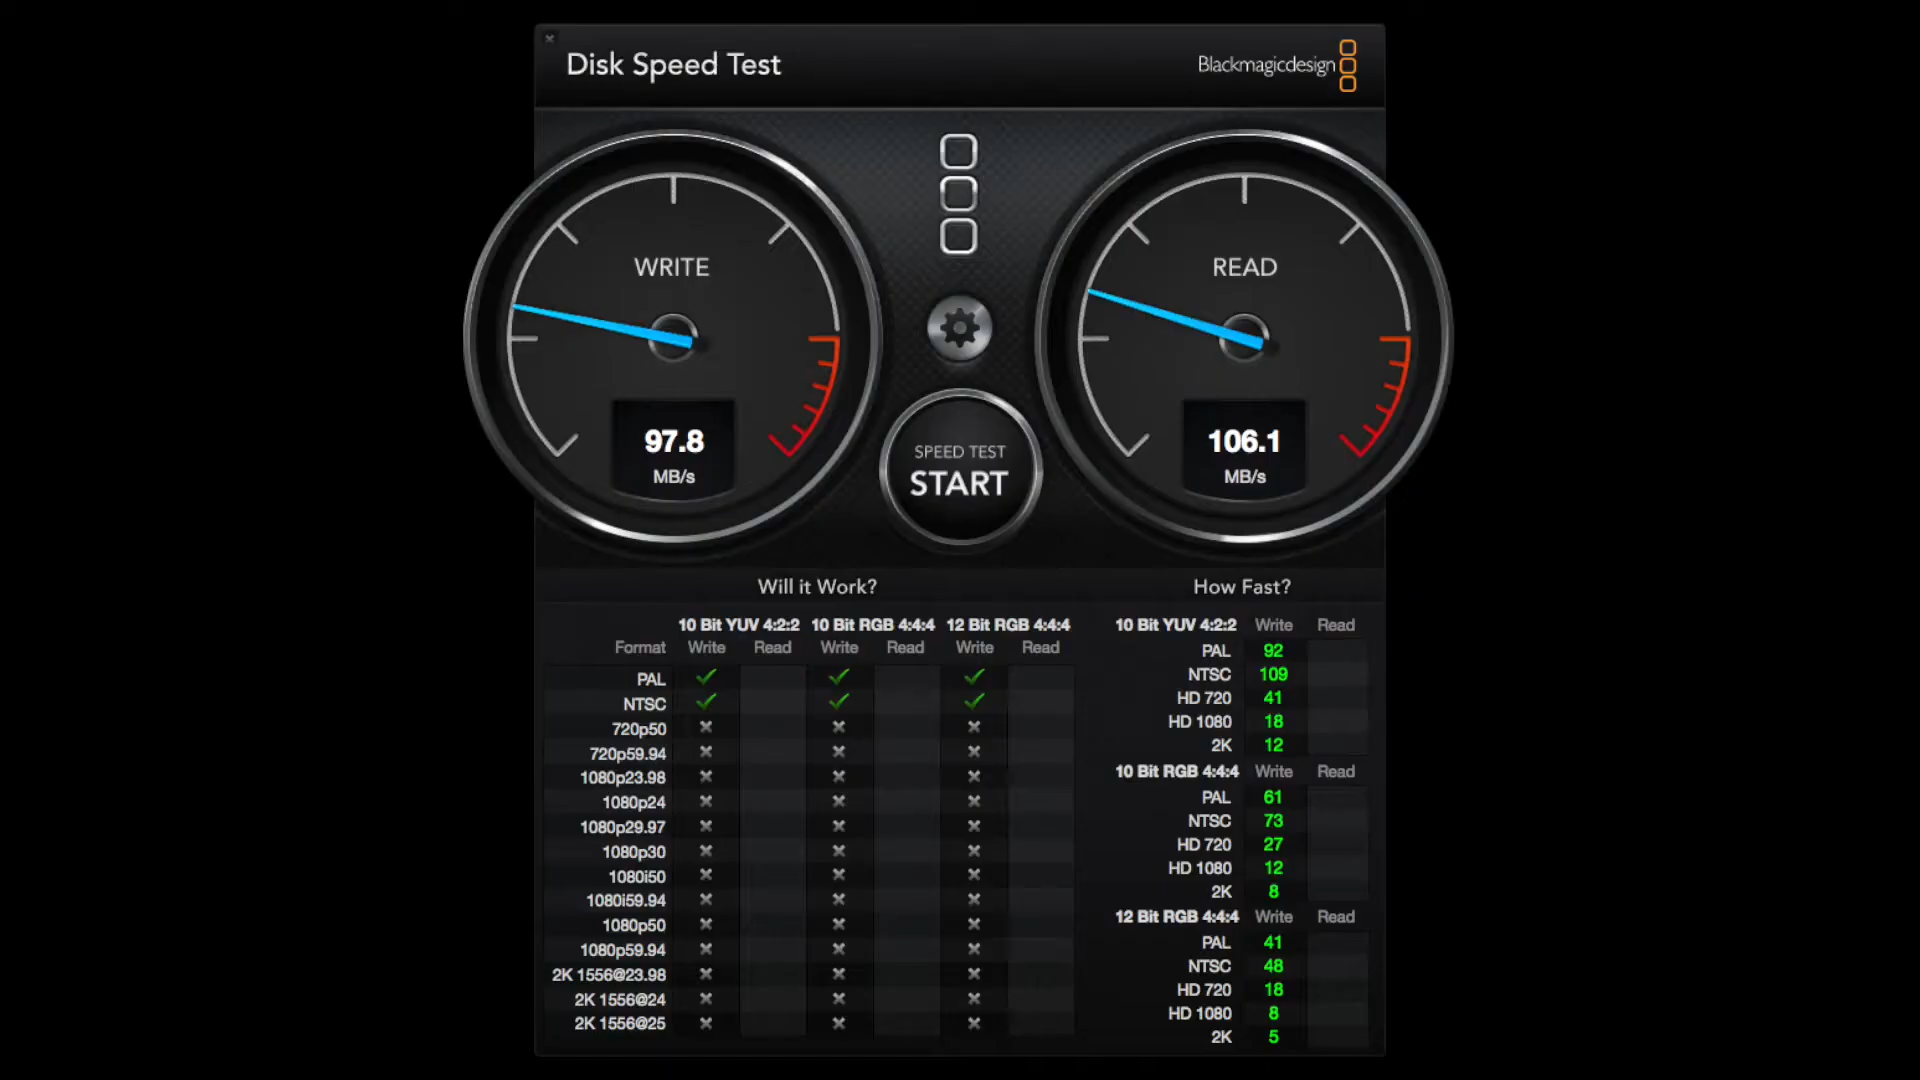 Disk Speed Test
Blackmagicdesign
WRITE
97.8
MB/s
READ
106.1
MB/s
SPEED TEST
START
Will it Work?
10 Bit YUV 4:2:2 10 Bit RGB 4:4:4 12 Bit RGB 4:4:4
Format Write Read Write Read Write Read
PAL
NTSC
720p50
720p59.94
1080p23.98
1080p24
1080p29.97
1080p30
1080i50
1080i59.94
1080p50
1080p59.94
2K 1556@23.98
2K 1556@24
2K 1556@25
How Fast?
10 Bit YUV 4:2:2 Write Read
PAL 92
NTSC 109
HD 720 41
HD 1080 18
2K 12
10 Bit RGB 4:4:4 Write Read
PAL 61
NTSC 73
HD 720 27
HD 1080 12
2K 8
12 Bit RGB 4:4:4 Write Read
PAL 41
NTSC 48
HD 720 18
HD 1080 8
2K 5